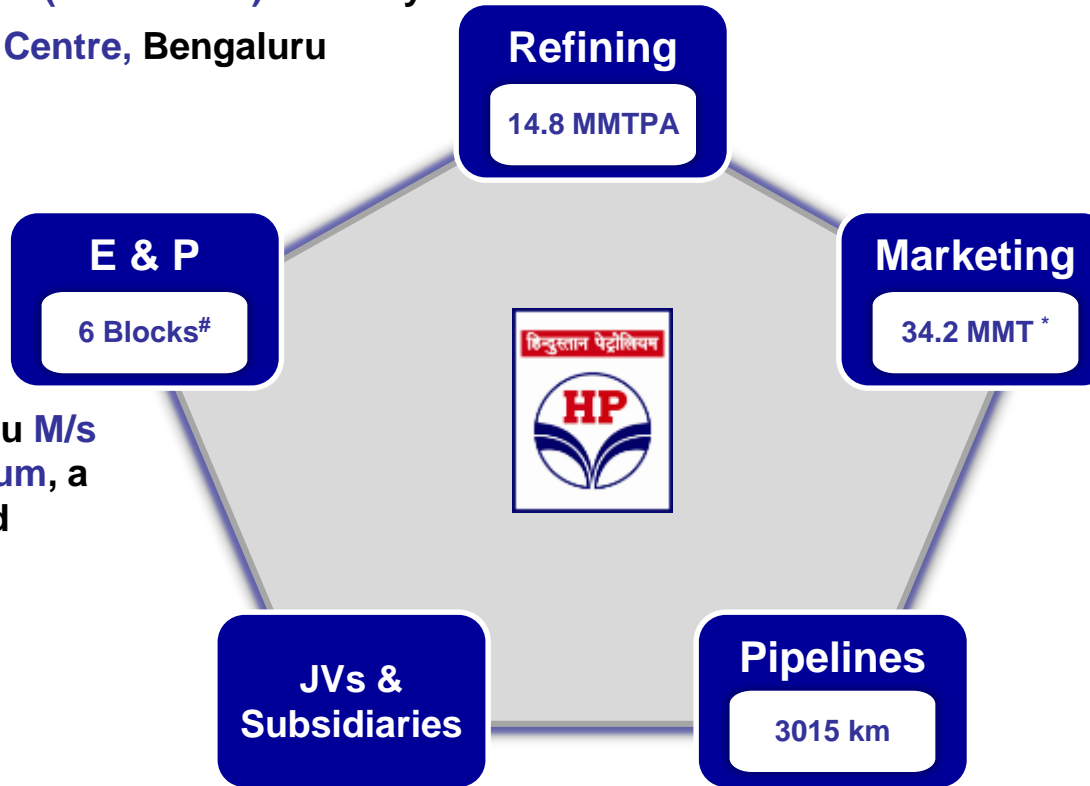 Centre, Bengaluru
Refining
14.8 MMTPA
E & P
6 Blocks#
Marketing
34.2 MMT *
हिन्दुस्तान पेट्रोलियम
HP
u M/s
um, a
d
JVs &
Subsidiaries
Pipelines
3015 km